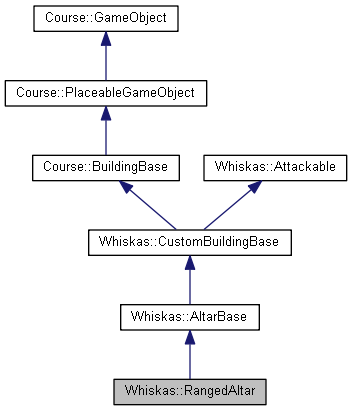 Course::GameObject
Course::PlaceableGameObject
Course::BuildingBase
Whiskas::Attackable
Whiskas::CustomBuildingBase
Whiskas::AltarBase
Whiskas::RangedAltar